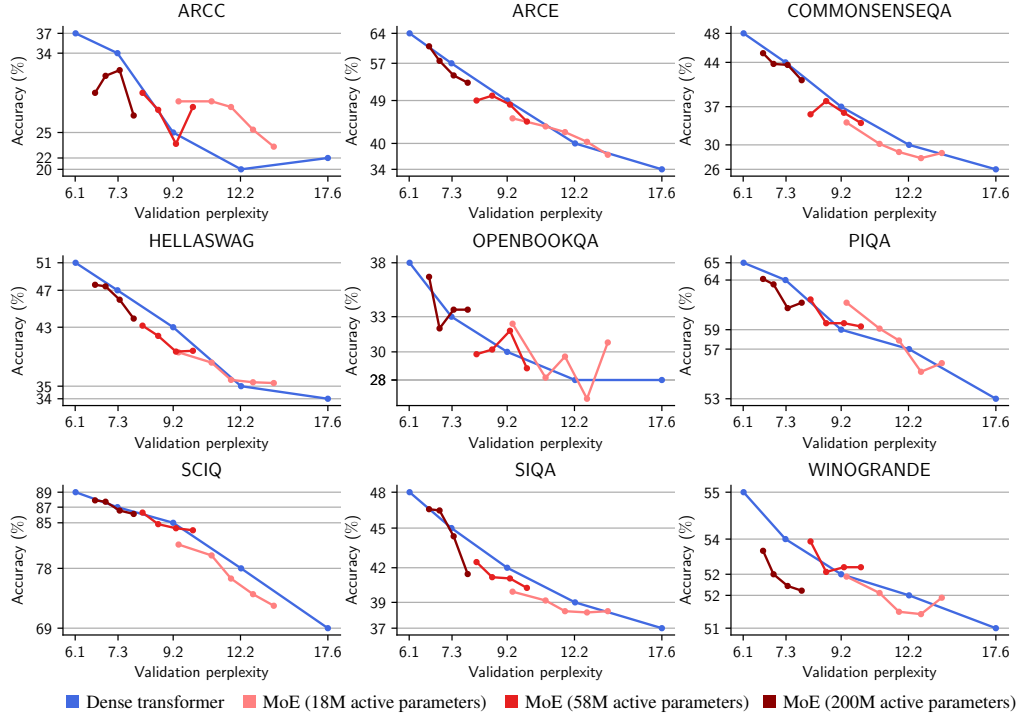 ARCC
ARCE
COMMONSENSEQA
Accuracy (%)
37
34
25
22
20
6.1 7.3 9.2 12.2 17.6
Validation perplexity
Accuracy (%)
64
57
49
40
34
6.1 7.3 9.2 12.2 17.6
Validation perplexity
Accuracy (%)
48
44
37
30
26
6.1 7.3 9.2 12.2 17.6
Validation perplexity
HELLASWAG
OPENBOOKQA
PIQA
Accuracy (%)
51
47
43
35
34
6.1 7.3 9.2 12.2 17.6
Validation perplexity
Accuracy (%)
38
33
30
28
6.1 7.3 9.2 12.2 17.6
Validation perplexity
Accuracy (%)
65
64
59
57
53
6.1 7.3 9.2 12.2 17.6
Validation perplexity
SCIQ
SIQA
WINOGRANDE
Accuracy (%)
89
87
85
78
69
6.1 7.3 9.2 12.2 17.6
Validation perplexity
Accuracy (%)
48
45
42
39
37
6.1 7.3 9.2 12.2 17.6
Validation perplexity
Accuracy (%)
55
54
52
52
51
6.1 7.3 9.2 12.2 17.6
Validation perplexity
Dense transformer MoE (18M active parameters) MoE (58M active parameters) MoE (200M active parameters)